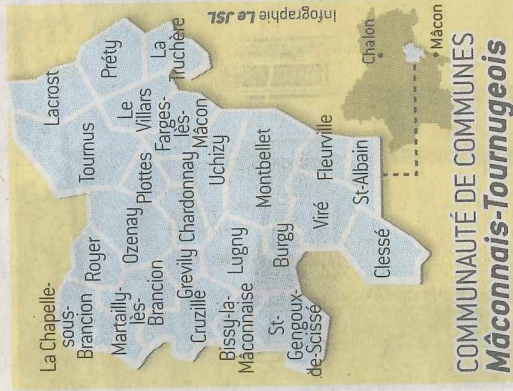 Lacrost
Préty
La
Truchère
Tournus
Le
Villars
Farges-
lès-
Mâcon
Uchizy
Plottes
Ozenay
Chardonnay
Royer
La Chapelle-
sous-
Brancion
Martailly-
lès-
Brancion
Grevilly
Cruzille
Lugny
Bissy-la-
Mâconnaise
Montbellet
Burgy
St-
Gengoux-
de-Scissé
Fleurville
Viré
St-Albain
Clessé
Chalon
Mâcon
Infographie Le JSL
COMMUNAUTÉ DE COMMUNES
Mâconnais-Tournugeois